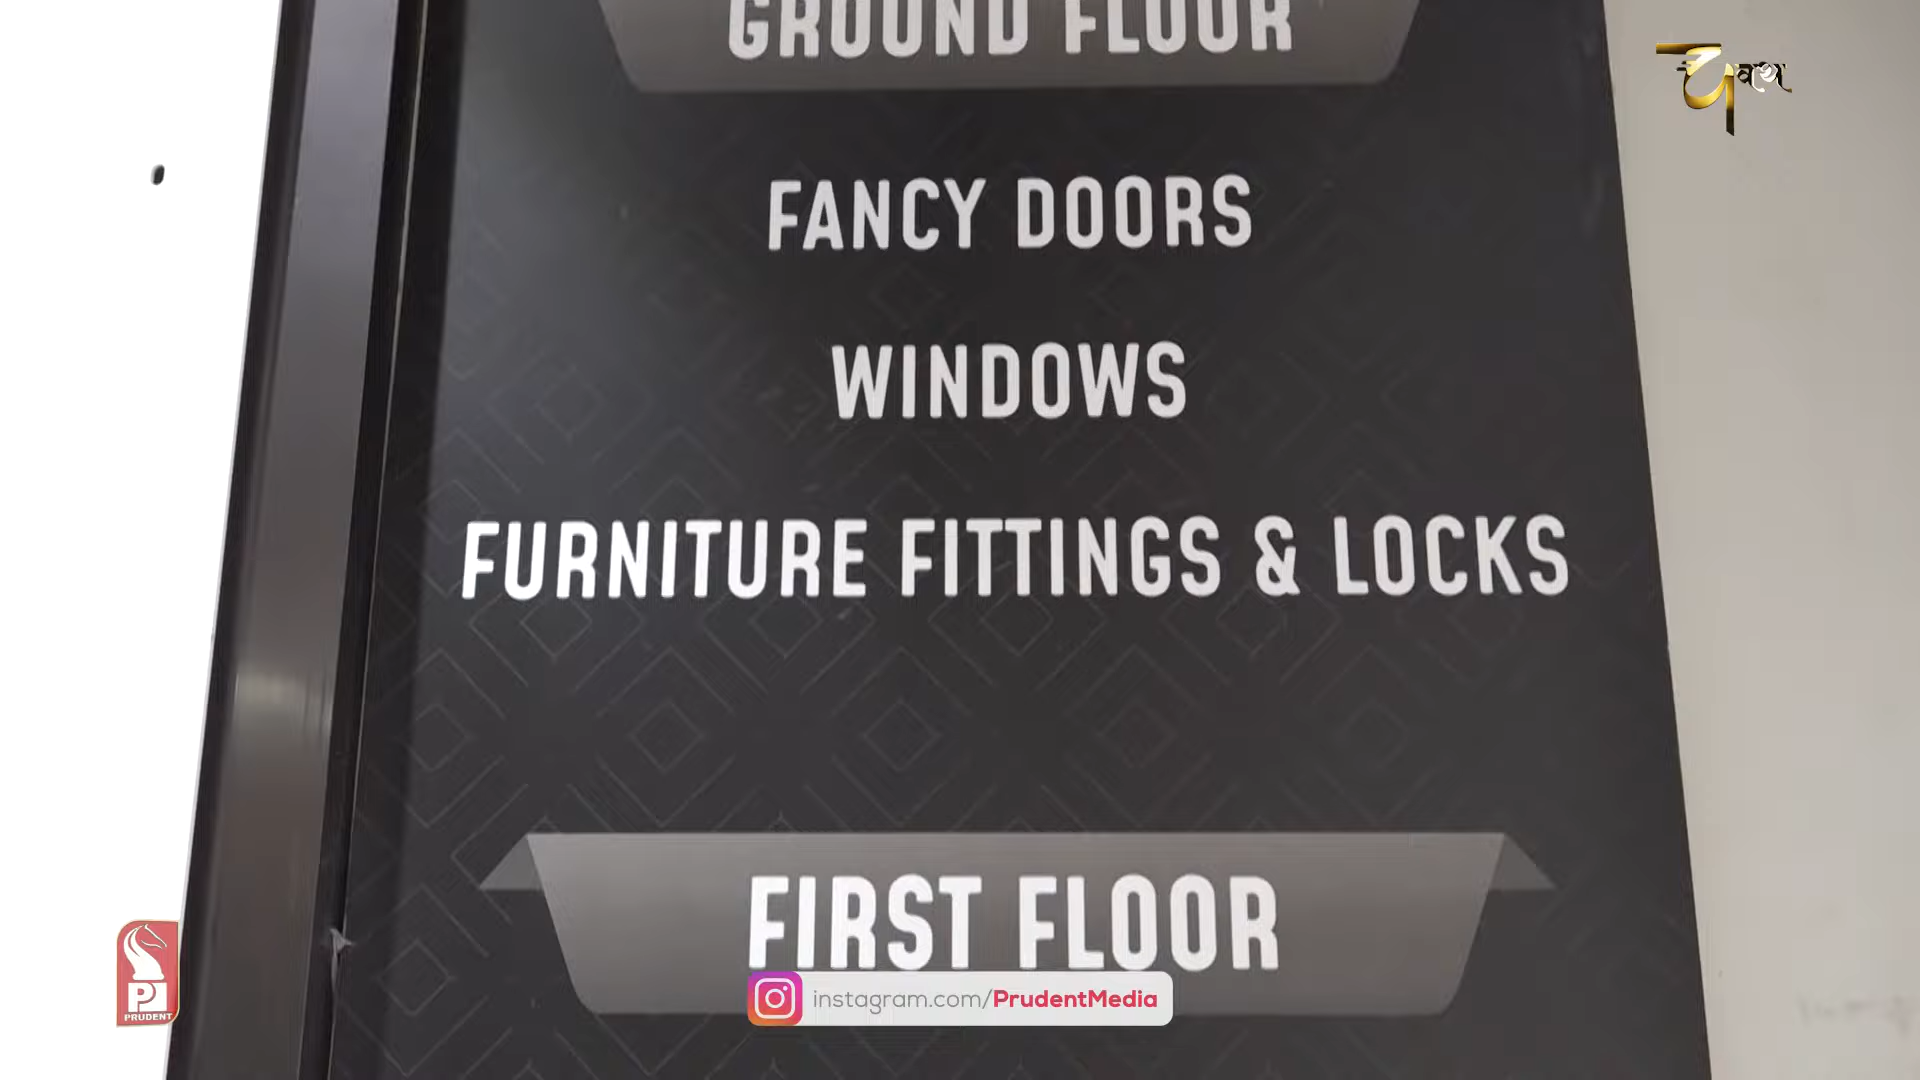 GROUND FLOOR
FANCY DOORS
WINDOWS
FURNITURE FITTINGS & LOCKS
FIRST FLOOR
instagram.com/PrudentMedia
PRUDENT